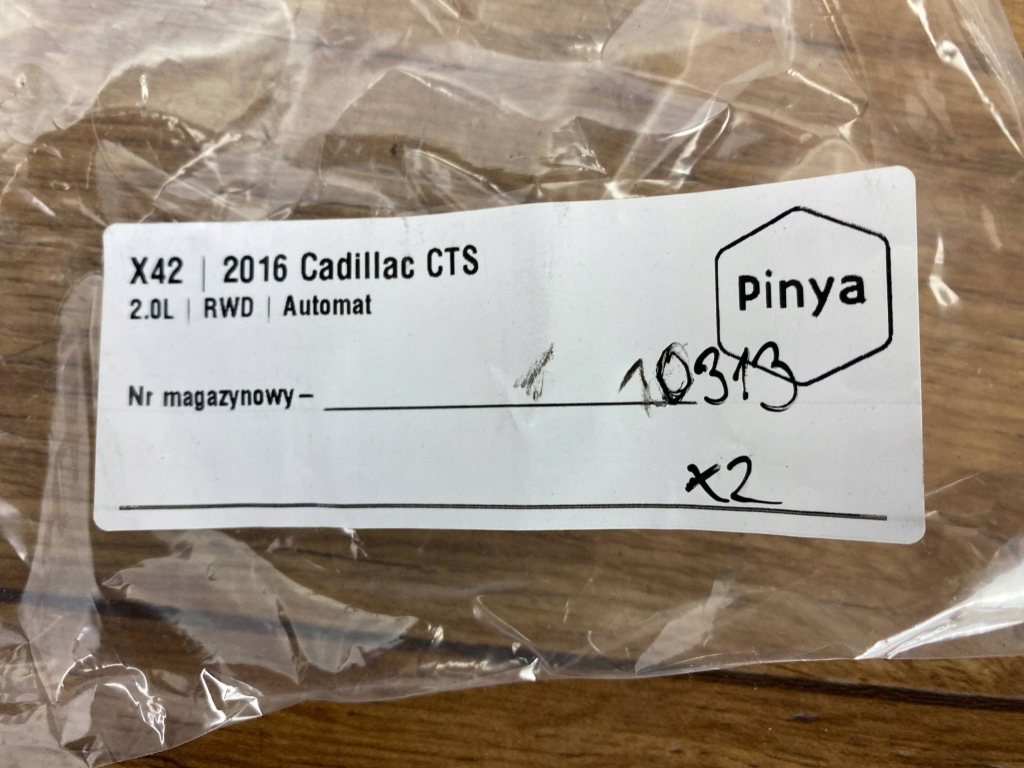 X42 | 2016 Cadillac CTS
2.0L | RWD | Automat
Pinya
Nr magazynowy – 10313
x2